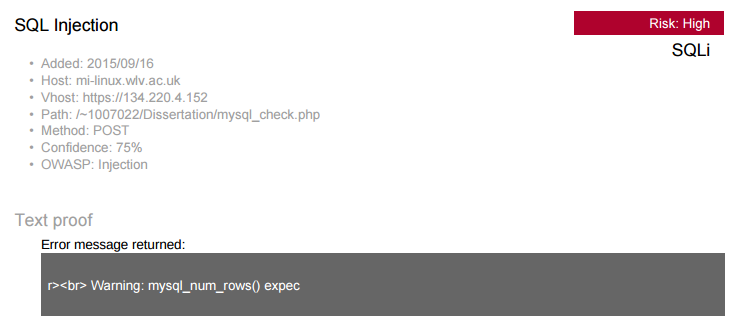 SQL Injection
Risk: High
SQLi
• Added: 2015/09/16
• Host: mi-linux.wlv.ac.uk
• Vhost: https://134.220.4.152
• Path: /~1007022/Dissertation/mysql_check.php
• Method: POST
• Confidence: 75%
• OWASP: Injection
Text proof
Error message returned:
r><br> Warning: mysql_num_rows() expec